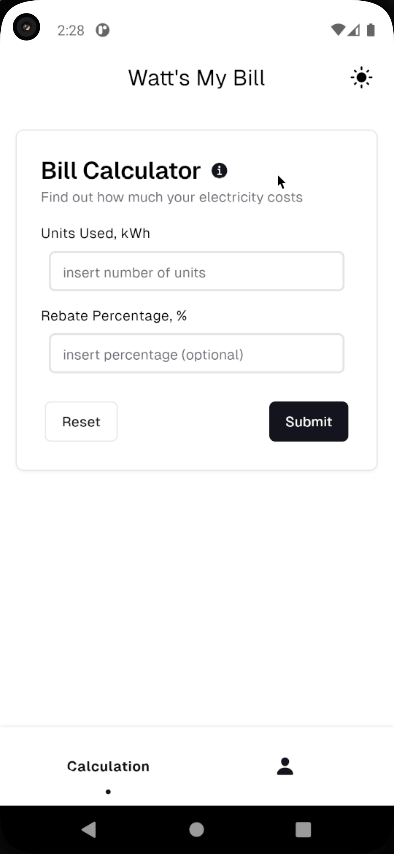 2:28
Watt's My Bill
Bill Calculator
Find out how much your electricity costs
Units Used, kWh
insert number of units
Rebate Percentage, %
insert percentage (optional)
Reset
Submit
Calculation